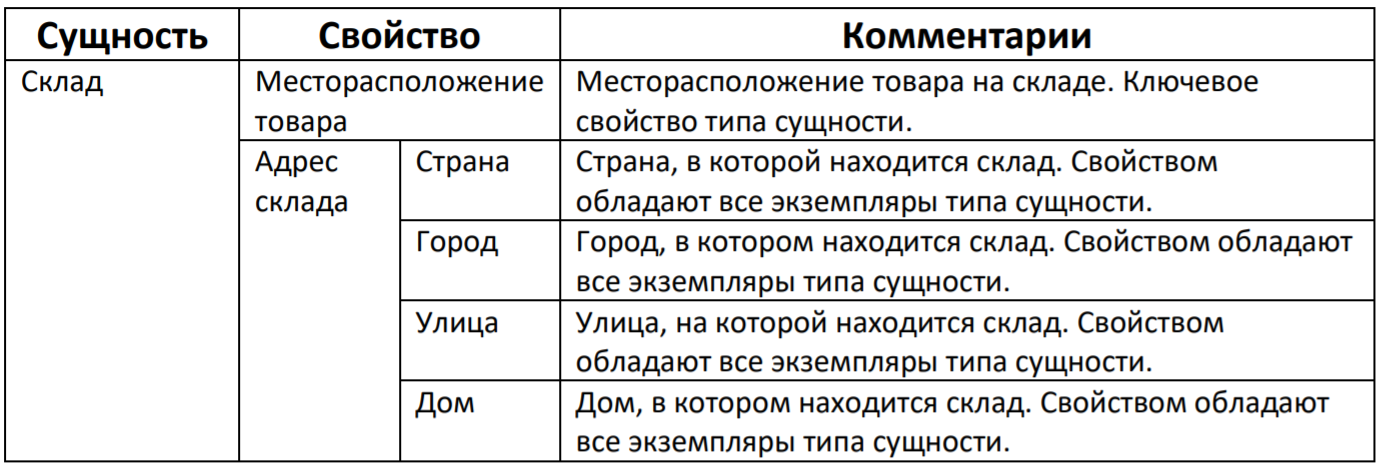 Сущность Свойство Комментарии
Склад Месторасположение Месторасположение товара на складе. Ключевое
товара свойство типа сущности.
Адрес Страна Страна, в которой находится склад. Свойством
склада обладают все экземпляры типа сущности.
Город Город, в котором находится склад. Свойством обладают
все экземпляры типа сущности.
Улица Улица, на которой находится склад. Свойством
обладают все экземпляры типа сущности.
Дом Дом, в котором находится склад. Свойством обладают
все экземпляры типа сущности.